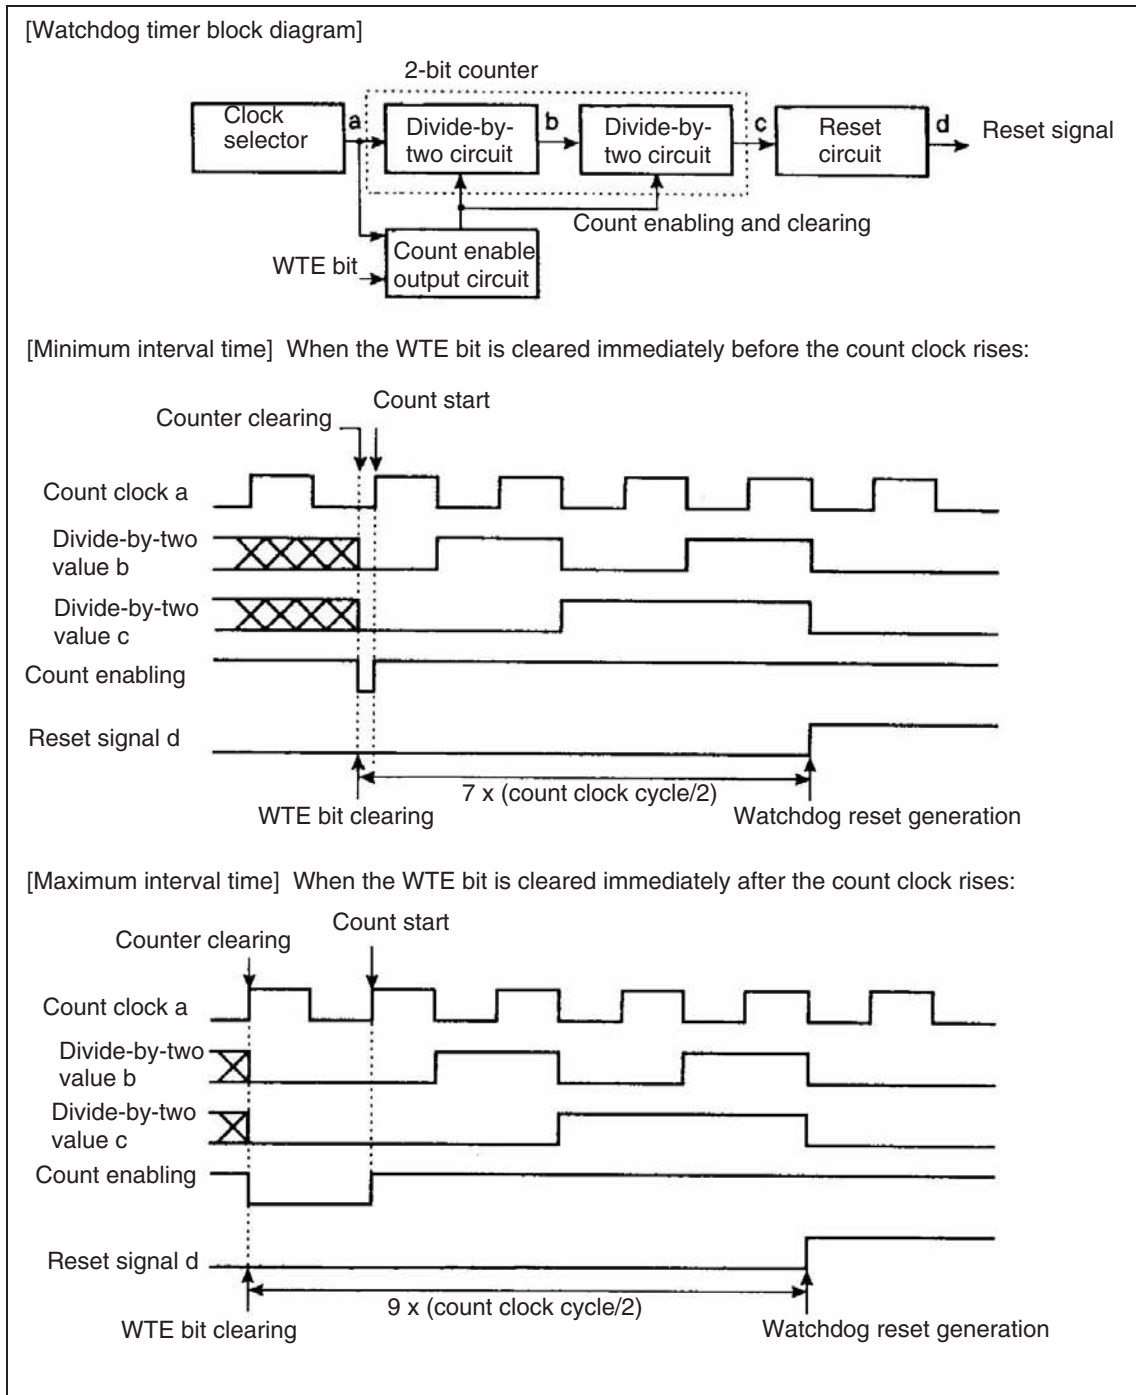 [Watchdog timer block diagram]
2-bit counter
Clock
selector
a
Divide-by-
two circuit
b
Divide-by-
two circuit
c
Reset
circuit
d
Reset signal
Count enabling and clearing
WTE bit
Count enable
output circuit
[Minimum interval time] When the WTE bit is cleared immediately before the count clock rises:
Count start
Counter clearing
Count clock a
Divide-by-two
value b
Divide-by-two
value c
Count enabling
Reset signal d
7 x (count clock cycle/2)
WTE bit clearing
Watchdog reset generation
[Maximum interval time] When the WTE bit is cleared immediately after the count clock rises:
Count start
Counter clearing
Count clock a
Divide-by-two
value b
Divide-by-two
value c
Count enabling
Reset signal d
9 x (count clock cycle/2)
WTE bit clearing
Watchdog reset generation